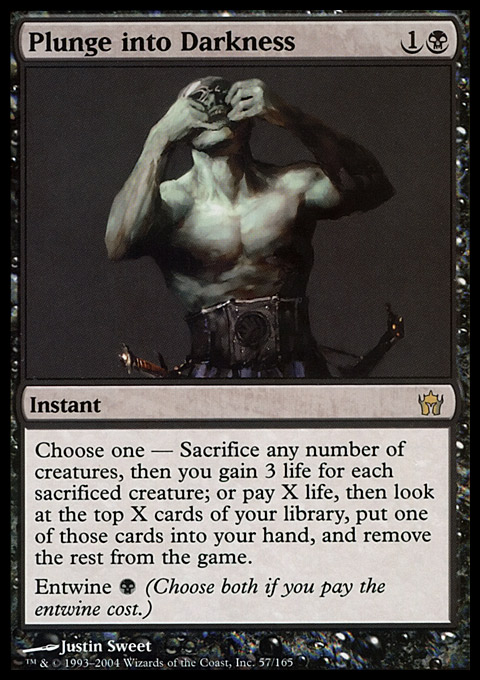 Plunge into Darkness 1
Instant
Choose one — Sacrifice any number of
creatures, then you gain 3 life for each
sacrificed creature; or pay X life, then look
at the top X cards of your library, put one
of those cards into your hand, and remove
the rest from the game.
Entwine (Choose both if you pay the
entwine cost.)
Justin Sweet
™ & © 1993–2004 Wizards of the Coast, Inc. 57/165